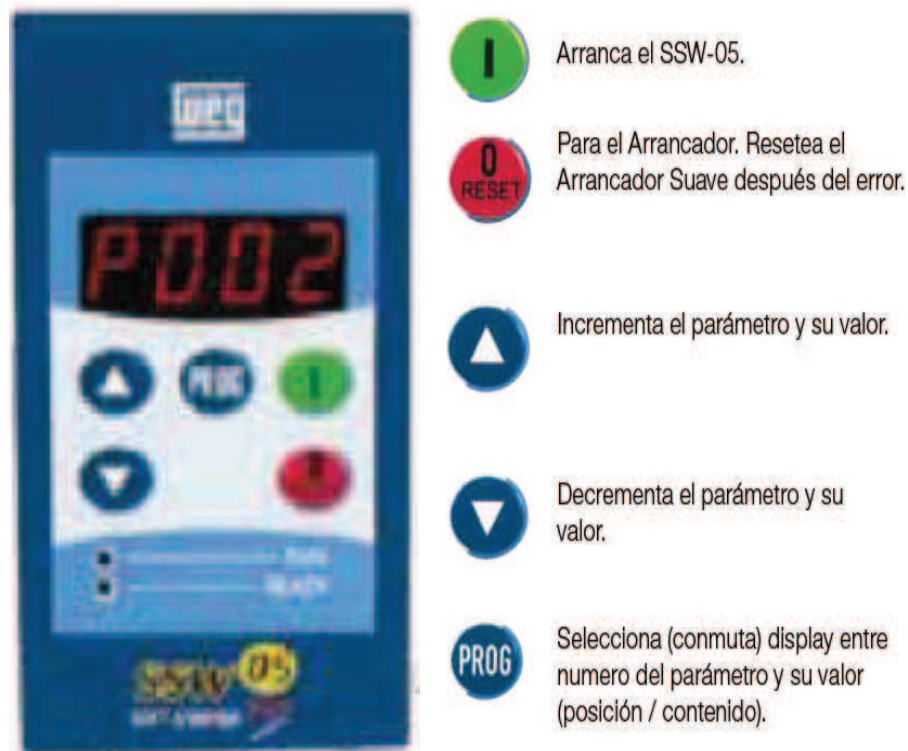 weg
P0.02
PROG
I
0
SSW 05
I
Arranca el SSW-05.
0
RESET
Para el Arrancador. Resetea el
Arrancador Suave después del error.
Incrementa el parámetro y su valor.
Decrementa el parámetro y su
valor.
PROG
Selecciona (conmuta) display entre
numero del parámetro y su valor
(posición / contenido).